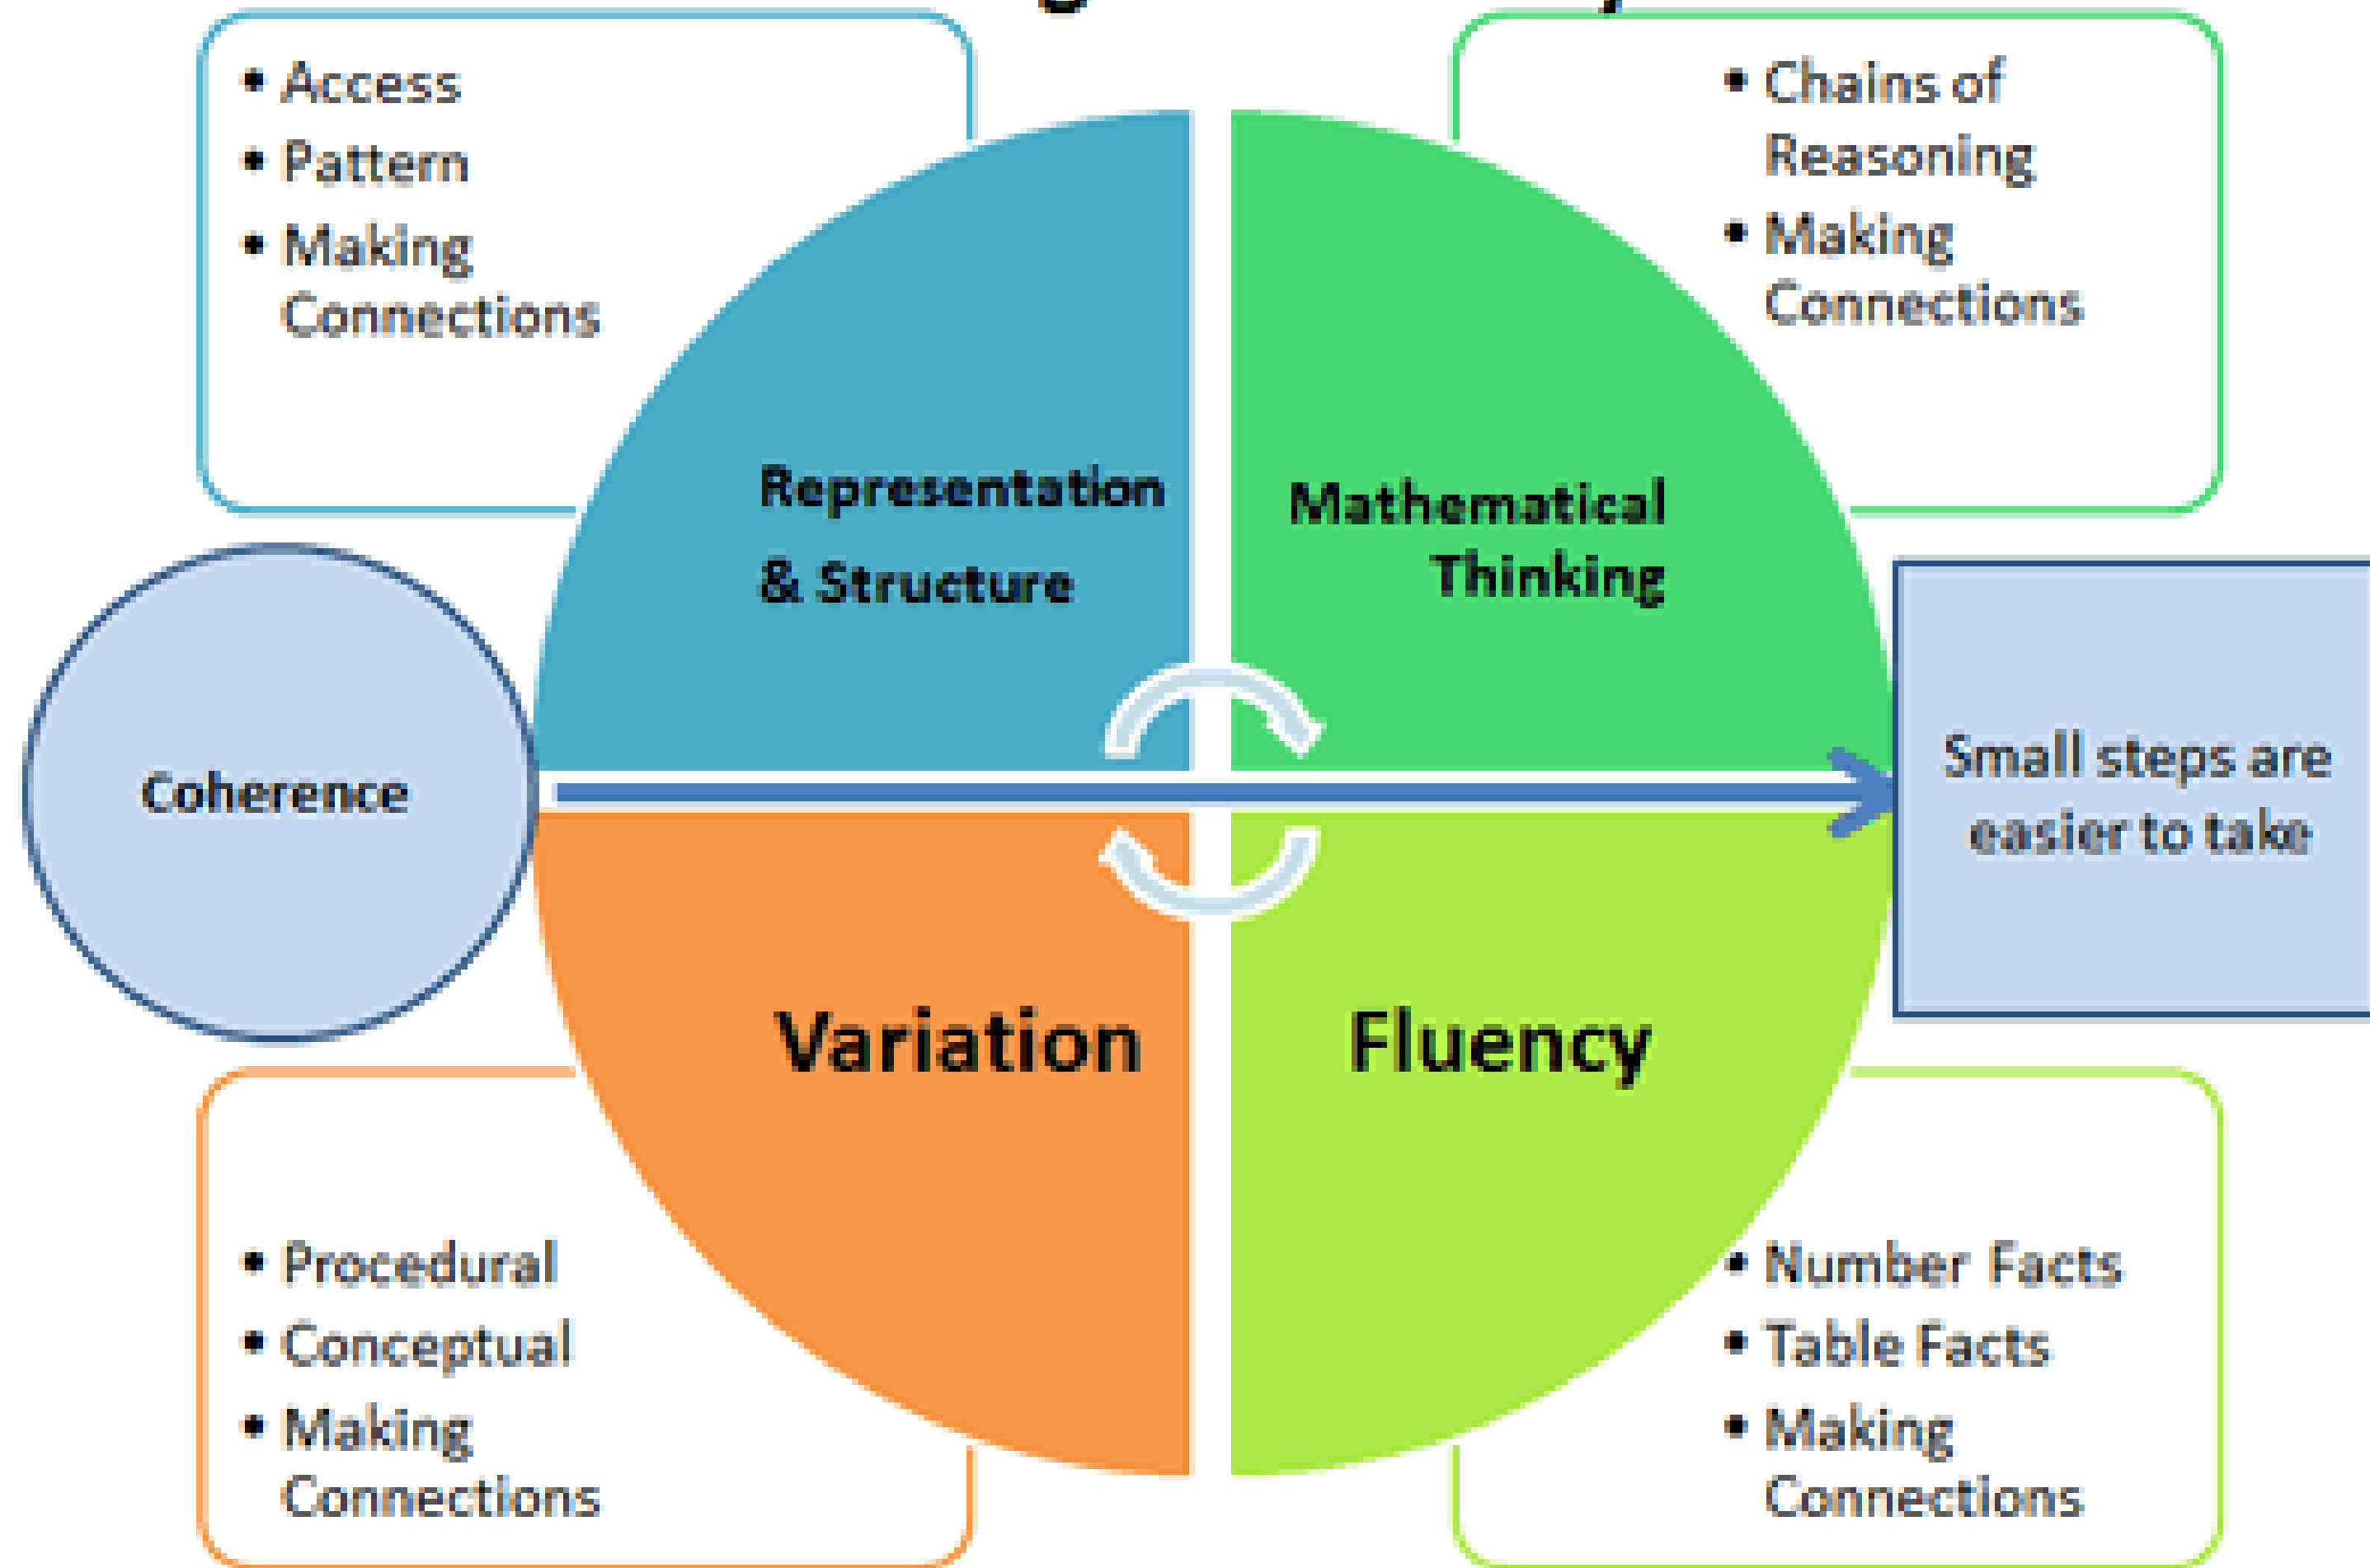 • Access
• Pattern
• Making
Connections
• Chains of
Reasoning
• Making
Connections
Representation
& Structure
Mathematical
Thinking
Coherence
Small steps are
easier to take
Variation
Fluency
• Procedural
• Conceptual
• Making
Connections
• Number Facts
• Table Facts
• Making
Connections